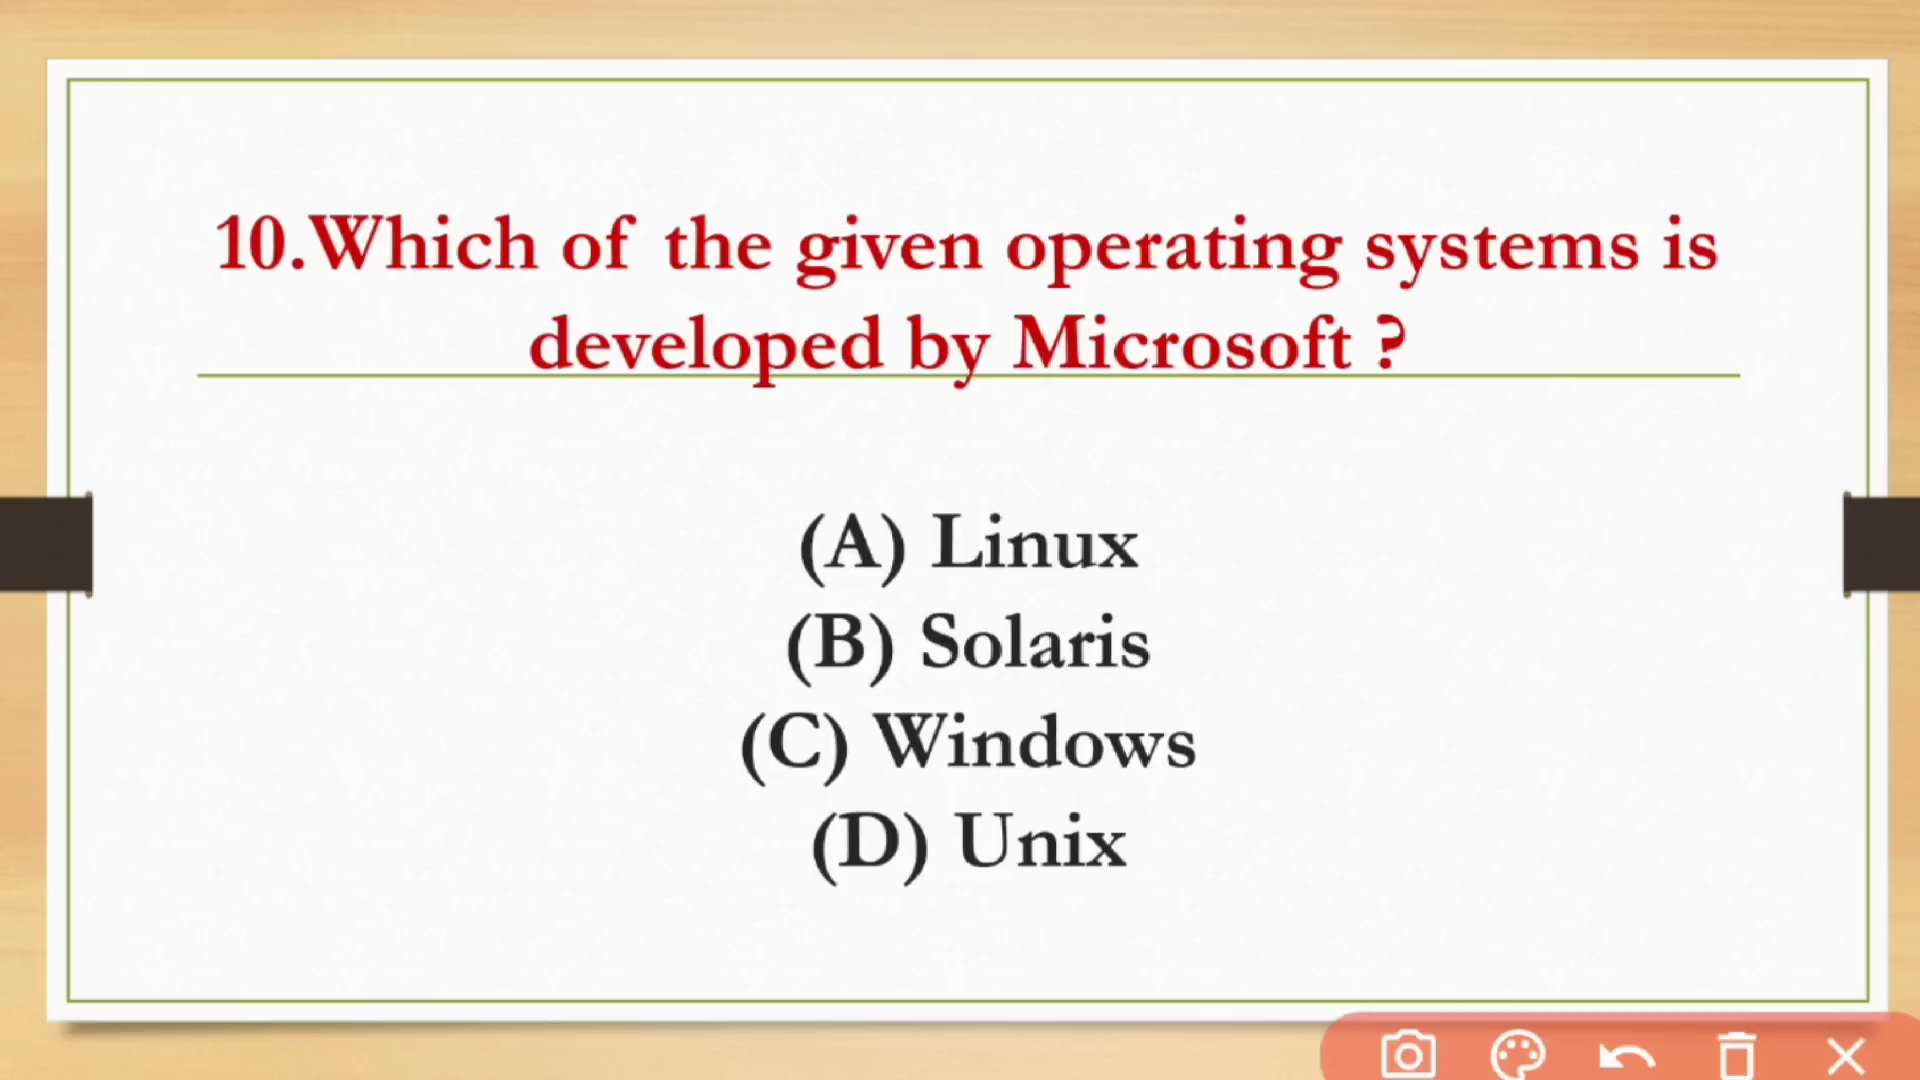 10.Which of the given operating systems is
developed by Microsoft ?
(A) Linux
(B) Solaris
(C) Windows
(D) Unix